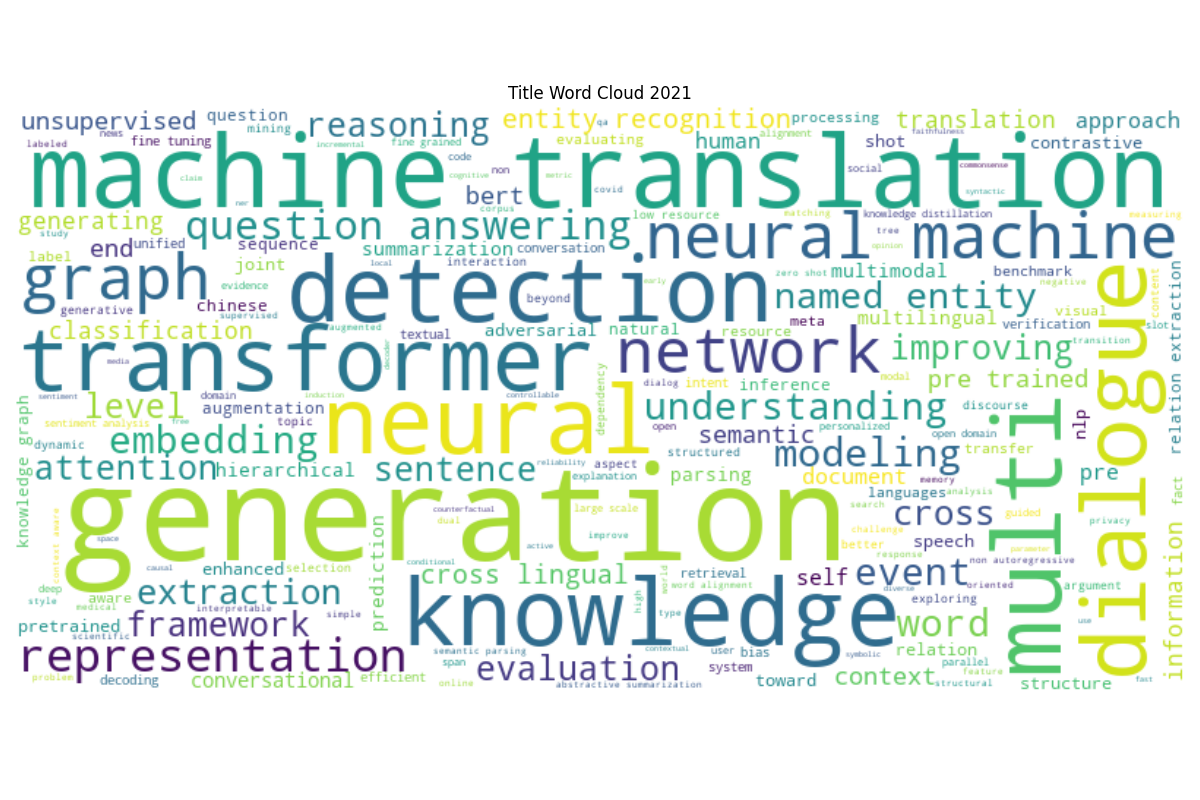 Title Word Cloud 2021
unsupervised question reasoning entity recognition processing translation approach
news mining qa alignment faithfulness
labeled fine tuning incremental fine grained evaluating human shot contrastive
machine translation
claim code non social commonsense
cognitive metric covid syntactic
ner bert corpus
generating question answering low resource matching knowledge distillation measuring
study neural machine tree
end unified sequence summarization conversation opinion
label joint local interaction early zero shot multimodal benchmark
graph detection evidence negative content
generative chinese beyond named entity visual
supervised meta multilingual verification slot
classification augmented textual adversarial natural resource transition
transformer network improving
media decoder dialogue relation extraction
dialog intent inference modal pre trained
sentiment domain induction controllable dependency
level augmentation neural understanding discourse
sentiment analysis free topic open personalized open domain nlp
knowledge graph dynamic embedding semantic multi
structured modeling transfer
attention hierarchical sentence reliability aspect parsing document pre
explanation memory
generation languages analysis
context aware counterfactual large scale search cross guided fact
space dual challenge privacy
prediction improve better speech parameter
active response
causal conditional non autoregressive
enhanced selection cross lingual retrieval self event oriented argument
deep extraction word alignment diverse
style aware knowledge high world exploring use
medical interpretable simple type information extraction
pretrained framework word
scientific contextual relation
representation semantic parsing user bias symbolic parallel
span evaluation system feature
problem decoding conversational efficient online abstractive summarization toward context structural structure fast